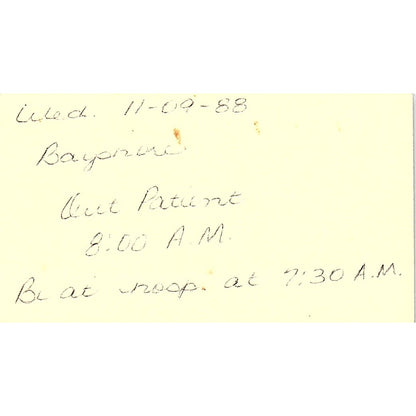 Wed. 11-09-88
Bayshore
Out Patient
8:00 A.M.
Be at hosp. at 7:30 A.M.